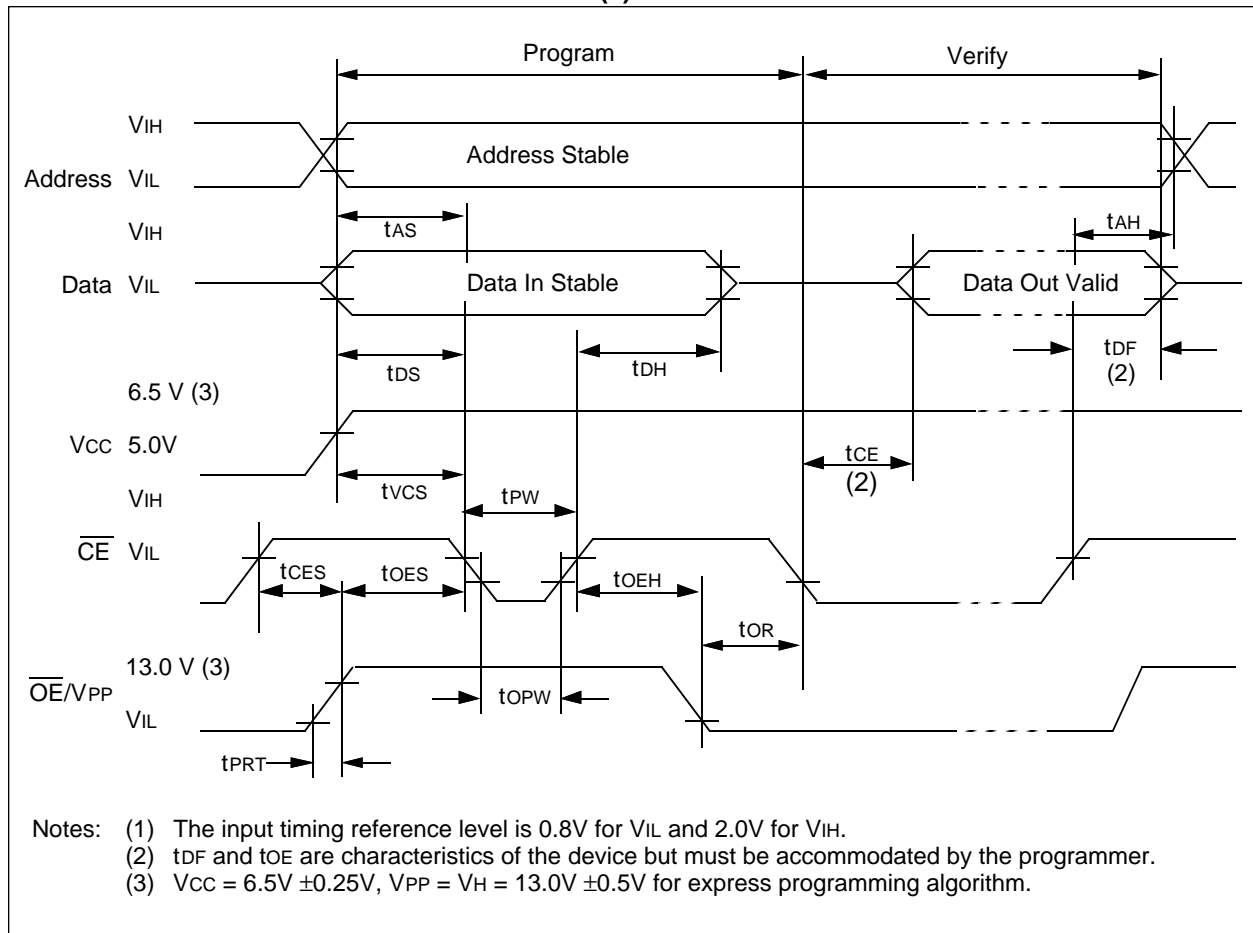 Program
Verify
VIH
Address Stable
Address VIL
VIH
tAS
tAH
Data VIL
Data In Stable
Data Out Valid
tDS
tDH
tDF
(2)
6.5 V (3)
VCC 5.0V
tCE
(2)
VIH
tVCS
tPW
CE VIL
tCES
tOES
tOEH
tOR
13.0 V (3)
OE/VPP
tOPW
VIL
tPRT
Notes: (1) The input timing reference level is 0.8V for VIL and 2.0V for VIH.
(2) tDF and tOE are characteristics of the device but must be accommodated by the programmer.
(3) VCC = 6.5V ±0.25V, VPP = VH = 13.0V ±0.5V for express programming algorithm.